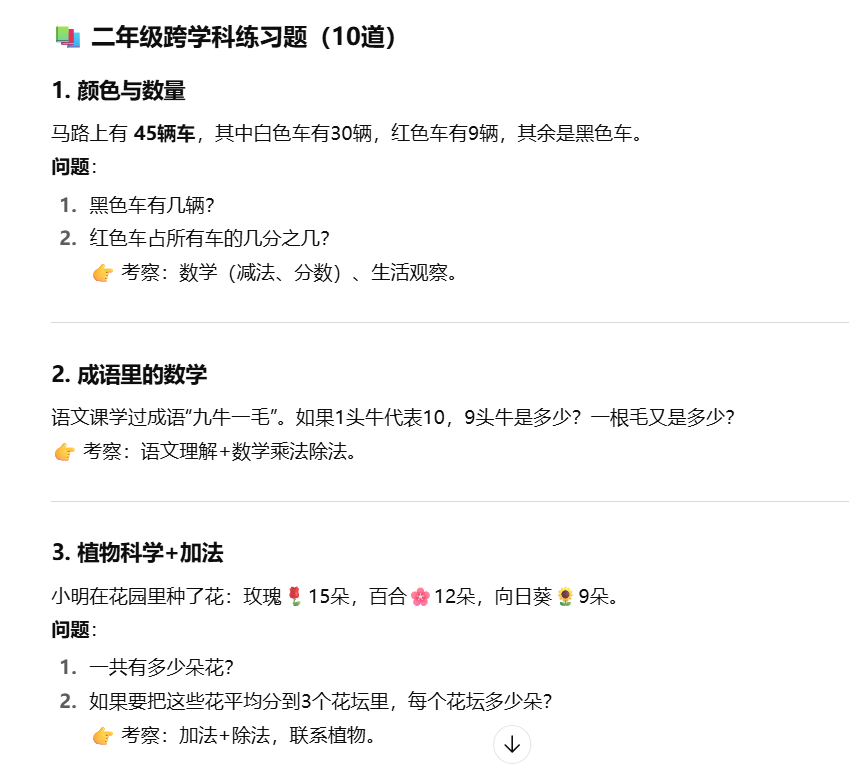 📚 二年级跨学科练习题（10道）
1. 颜色与数量
马路上有 45辆车，其中白色车有30辆，红色车有9辆，其余是黑色车。
问题：
1. 黑色车有几辆？
2. 红色车占所有车的几分之几？
👉 考察：数学（减法、分数）、生活观察。
2. 成语里的数学
语文课学过成语“九牛一毛”。如果1头牛代表10，9头牛是多少？一根毛又是多少？
👉 考察：语文理解+数学乘法除法。
3. 植物科学+加法
小明在花园里种了花：玫瑰🌹15朵，百合🌸12朵，向日葵🌻9朵。
问题：
1. 一共有多少朵花？
2. 如果要把这些花平均分到3个花坛里，每个花坛多少朵？
👉 考察：加法+除法，联系植物。